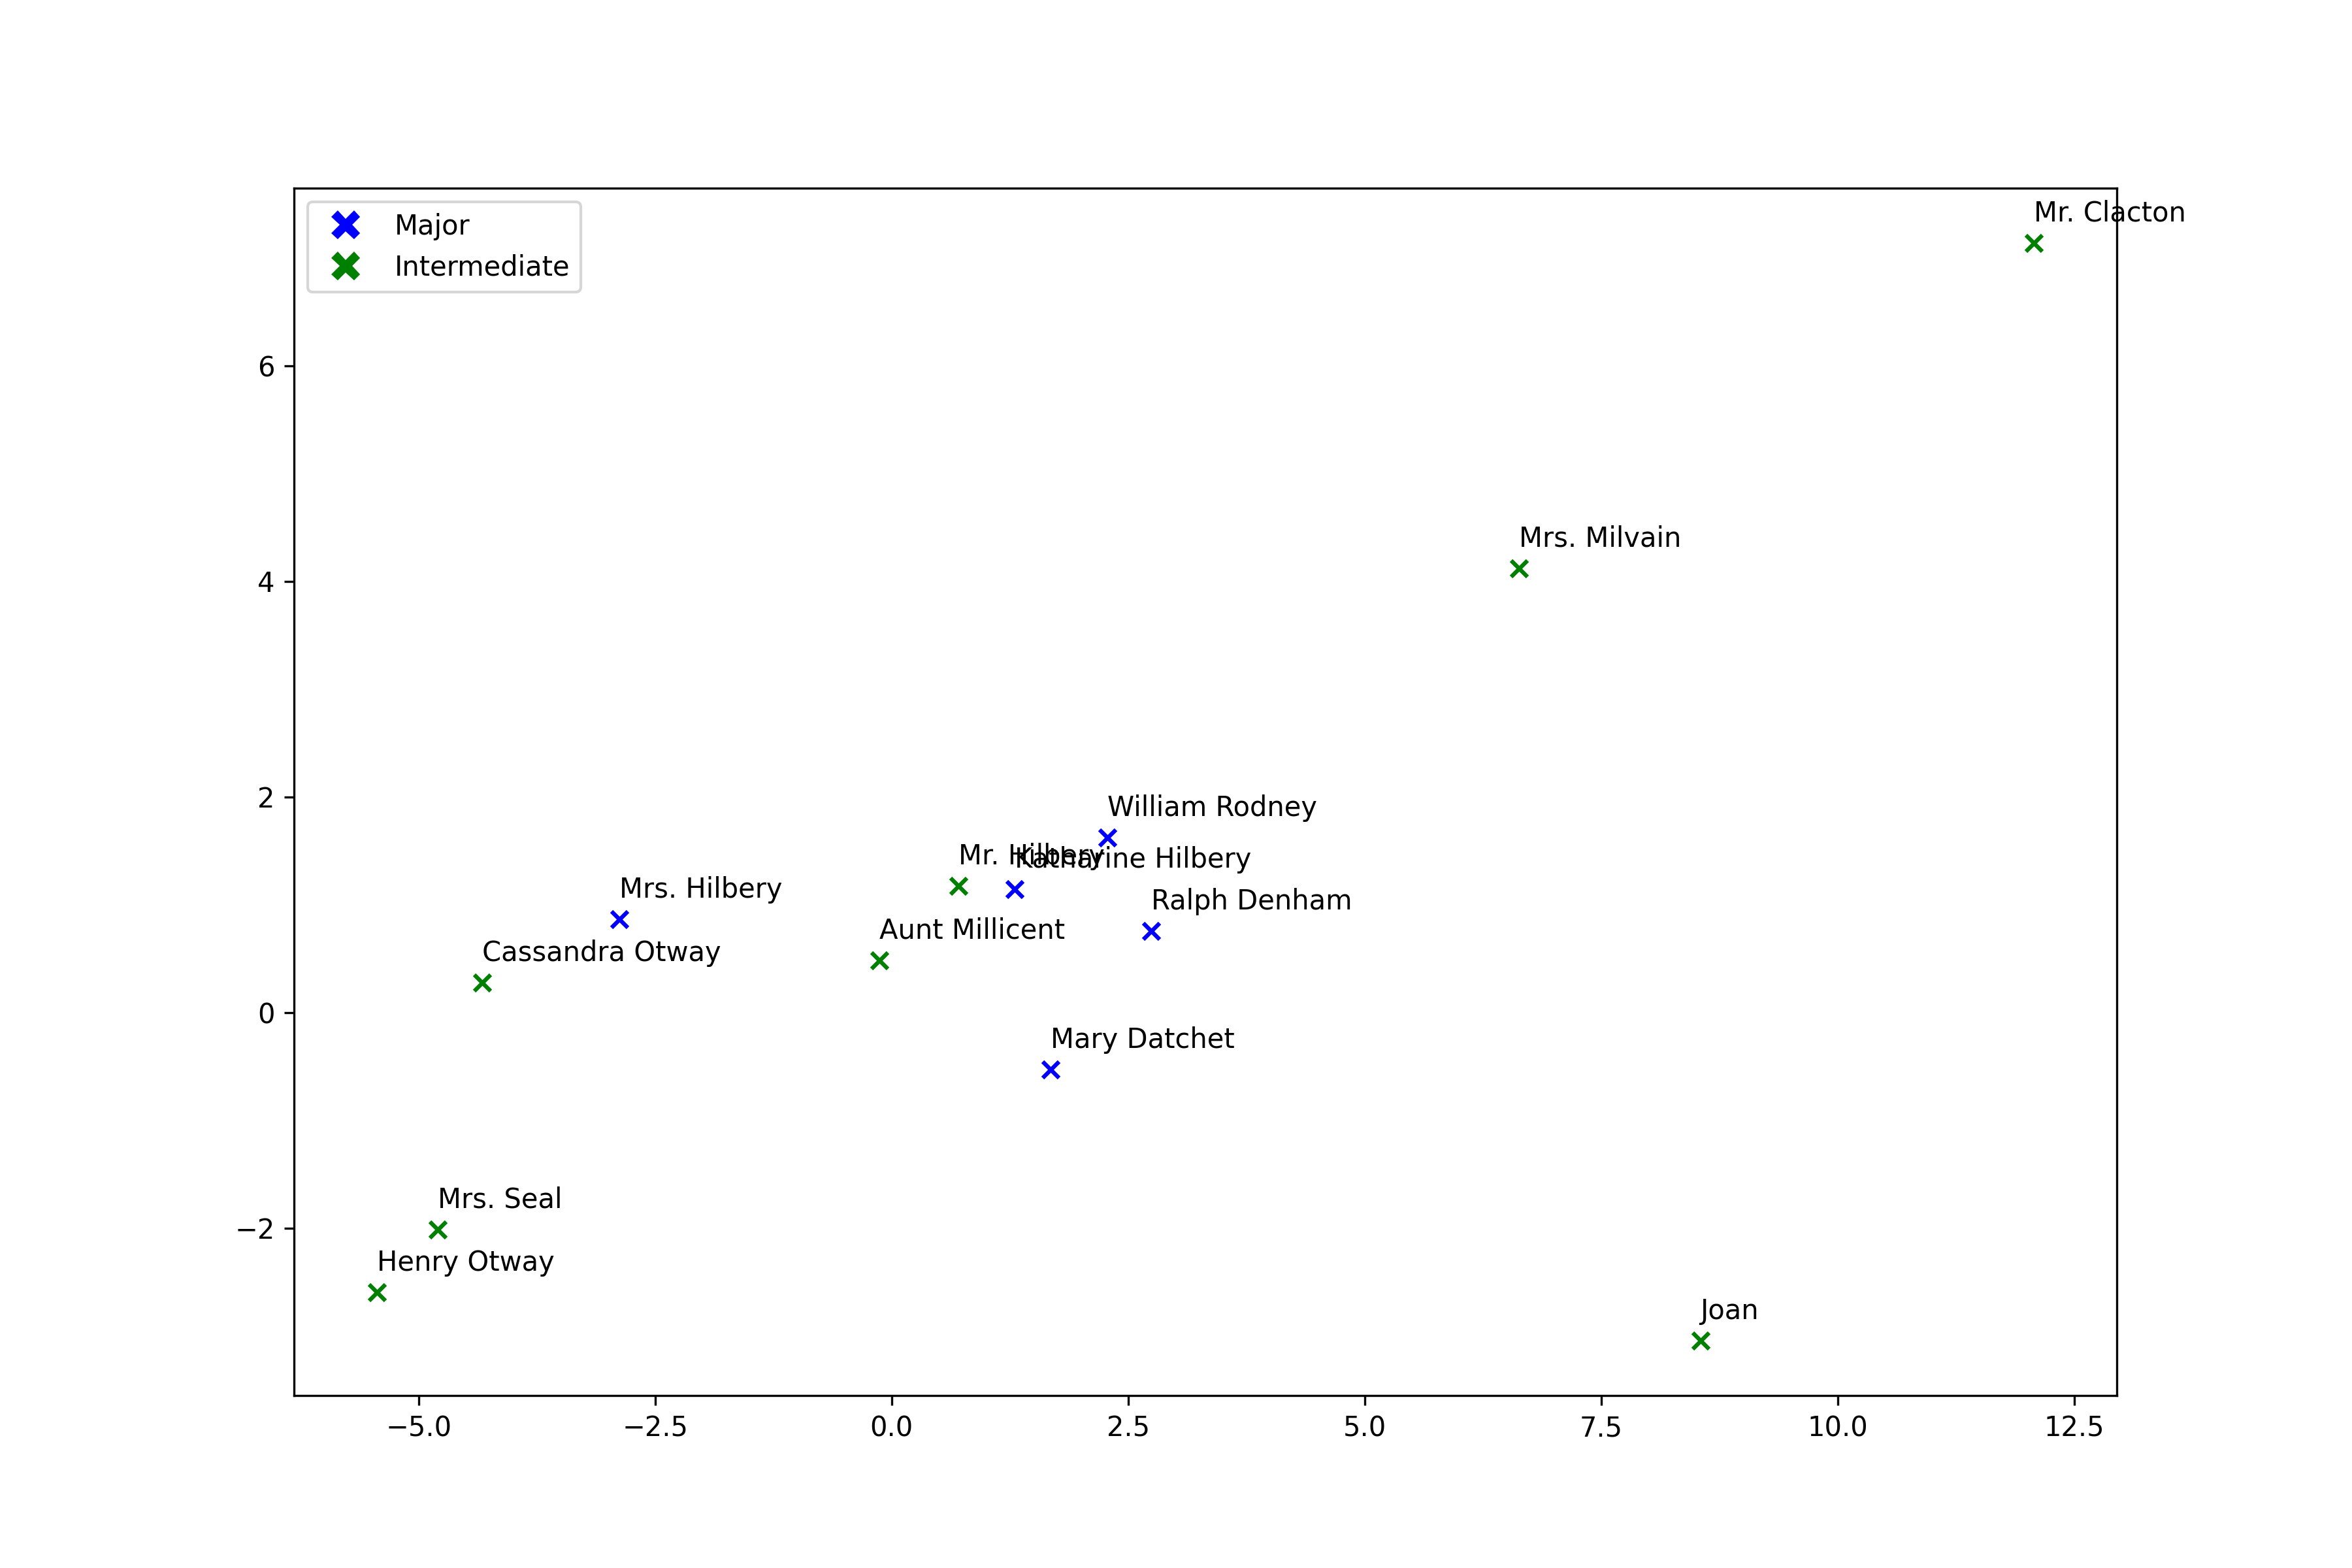 Major
Intermediate
Mr. Clacton
6
Mrs. Milvain
4
William Rodney
2
Mr. Hilbery
Katharine Hilbery
Mrs. Hilbery
Ralph Denham
Aunt Millicent
Cassandra Otway
0
Mary Datchet
Mrs. Seal
−2
Henry Otway
Joan
−5.0 −2.5 0.0 2.5 5.0 7.5 10.0 12.5